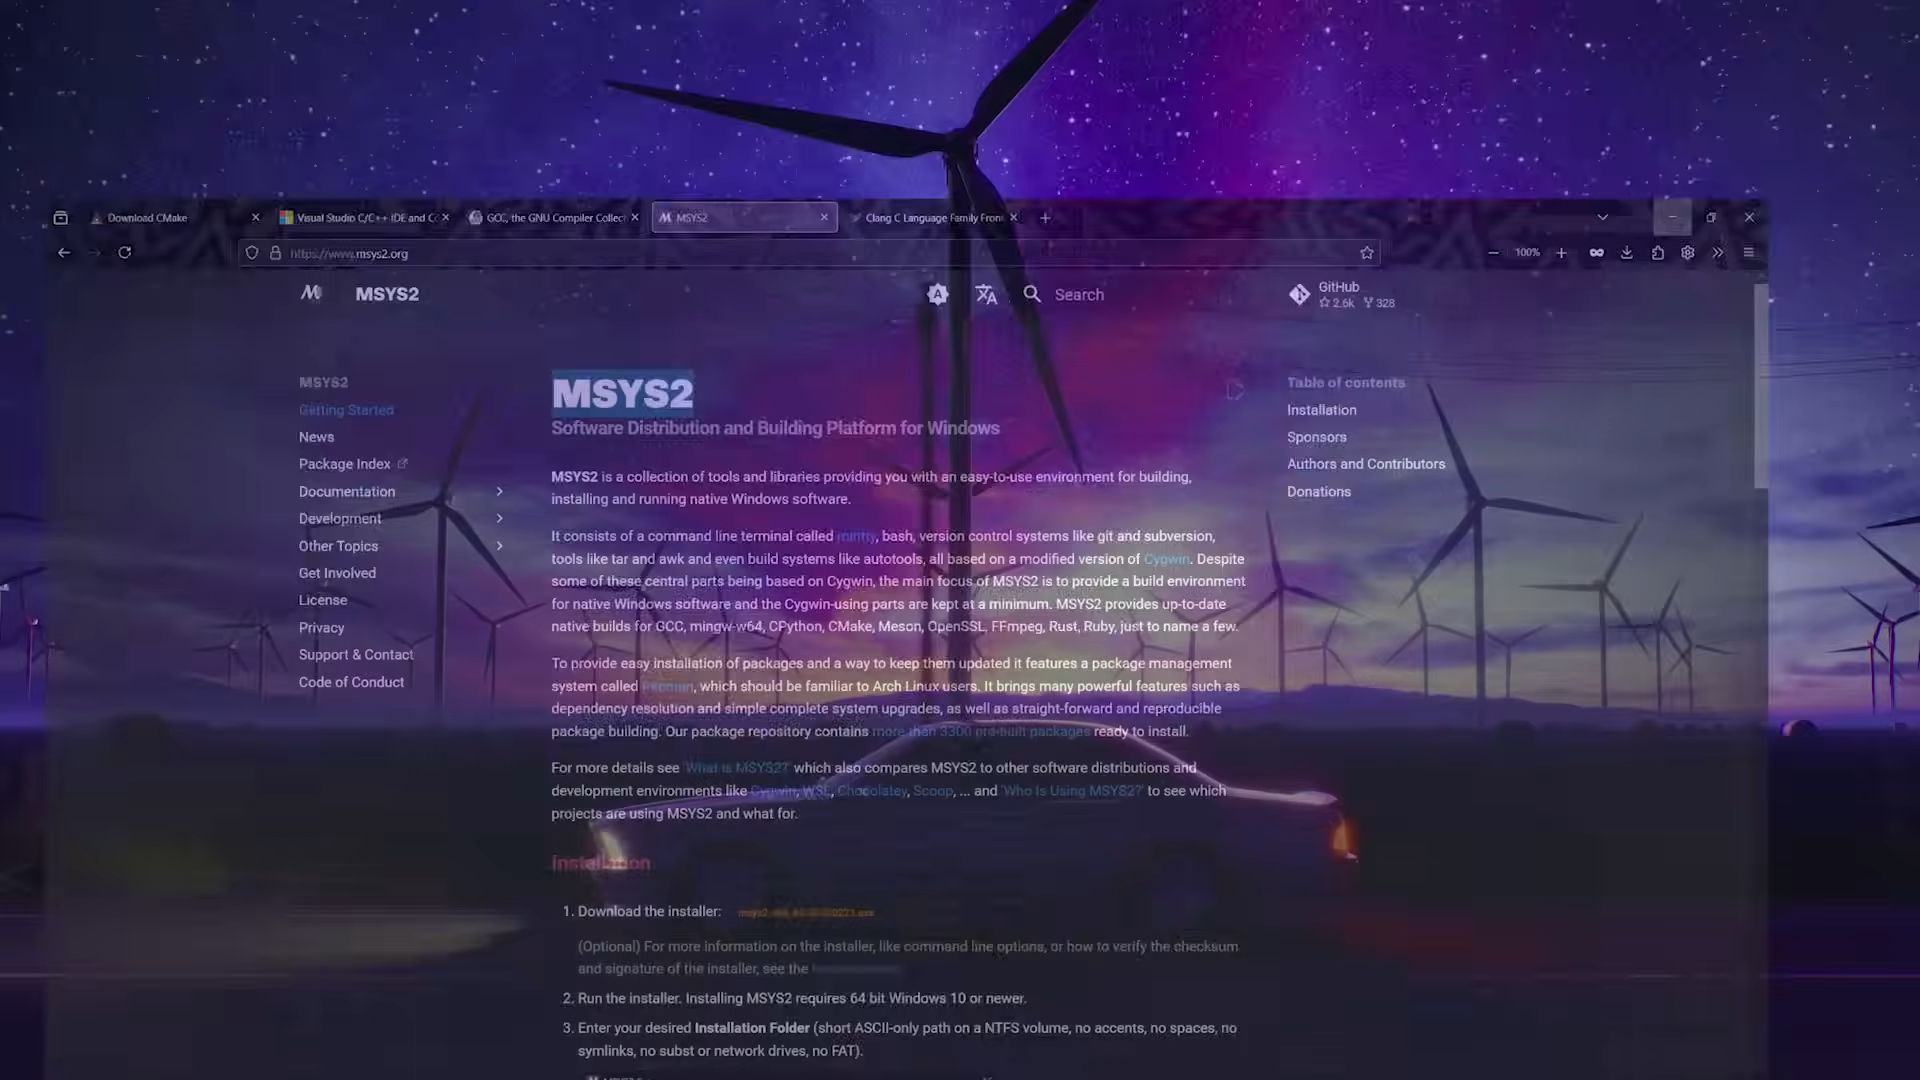 Download CMake
Visual Studio C/C++ IDE and C
GCC, the GNU Compiler Collect
MSYS2
Clang C Language Family Front
https://www.msys2.org
100%
MSYS2
Search
GitHub
2.6k 328
MSYS2
Getting Started
News
Package Index
Documentation
Development
Other Topics
Get Involved
License
Privacy
Support & Contact
Code of Conduct
MSYS2
Software Distribution and Building Platform for Windows
MSYS2 is a collection of tools and libraries providing you with an easy-to-use environment for building,
installing and running native Windows software.
It consists of a command line terminal called mintty, bash, version control systems like git and subversion,
tools like tar and awk and even build systems like autotools, all based on a modified version of Cygwin. Despite
some of these central parts being based on Cygwin, the main focus of MSYS2 is to provide a build environment
for native Windows software and the Cygwin-using parts are kept at a minimum. MSYS2 provides up-to-date
native builds for GCC, mingw-w64, CPython, CMake, Meson, OpenSSL, FFmpeg, Rust, Ruby, just to name a few.
To provide easy installation of packages and a way to keep them updated it features a package management
system called Pacman, which should be familiar to Arch Linux users. It brings many powerful features such as
dependency resolution and simple complete system upgrades, as well as straight-forward and reproducible
package building. Our package repository contains more than 3300 pre-built packages ready to install.
For more details see 'What is MSYS2?' which also compares MSYS2 to other software distributions and
development environments like Cygwin, WSL, Chocolatey, Scoop, ... and 'Who Is Using MSYS2?' to see which
projects are using MSYS2 and what for.
Installation
1. Download the installer:
(Optional) For more information on the installer, like command line options, or how to verify the checksum
and signature of the installer, see the
2. Run the installer. Installing MSYS2 requires 64 bit Windows 10 or newer.
3. Enter your desired Installation Folder (short ASCII-only path on a NTFS volume, no accents, no spaces, no
symlinks, no subst or network drives, no FAT).
Table of contents
Installation
Sponsors
Authors and Contributors
Donations